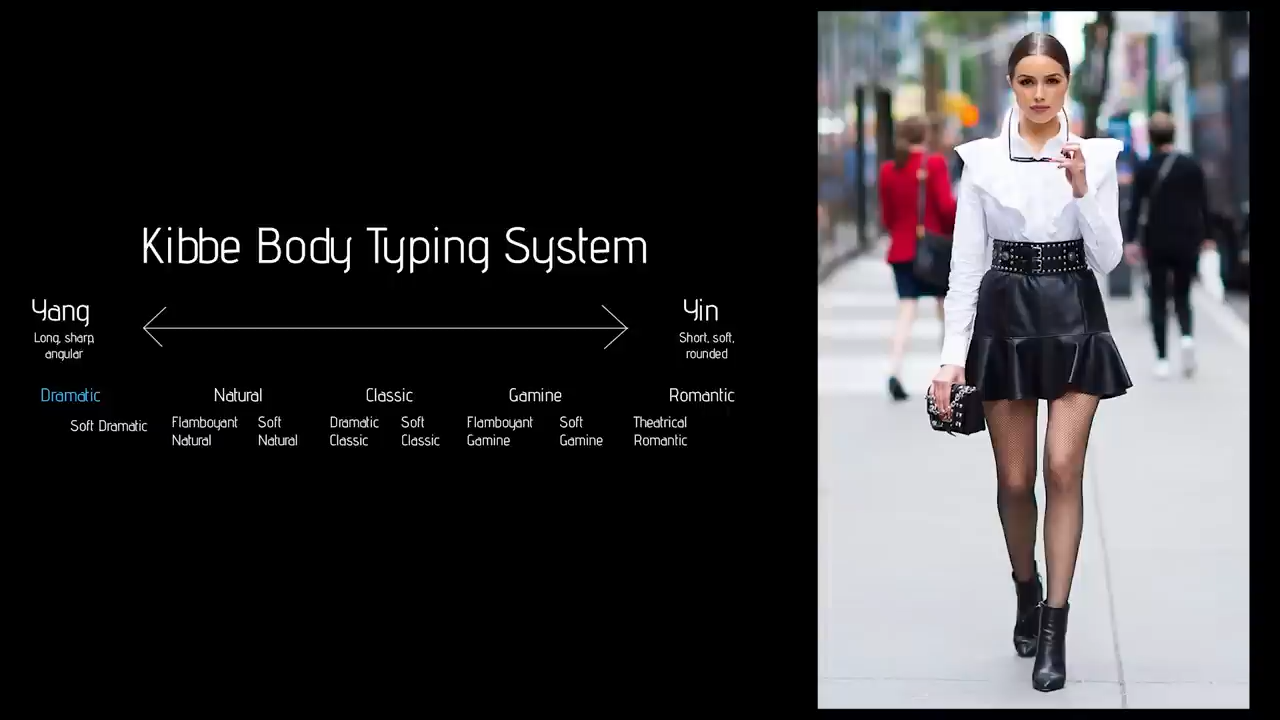 Kibbe Body Typing System
Yang
Yin
Long, sharp,
angular
Short, soft,
rounded
Dramatic
Natural
Classic
Gamine
Romantic
Soft Dramatic
Flamboyant
Natural
Soft
Natural
Dramatic
Classic
Soft
Classic
Flamboyant
Gamine
Soft
Gamine
Theatrical
Romantic